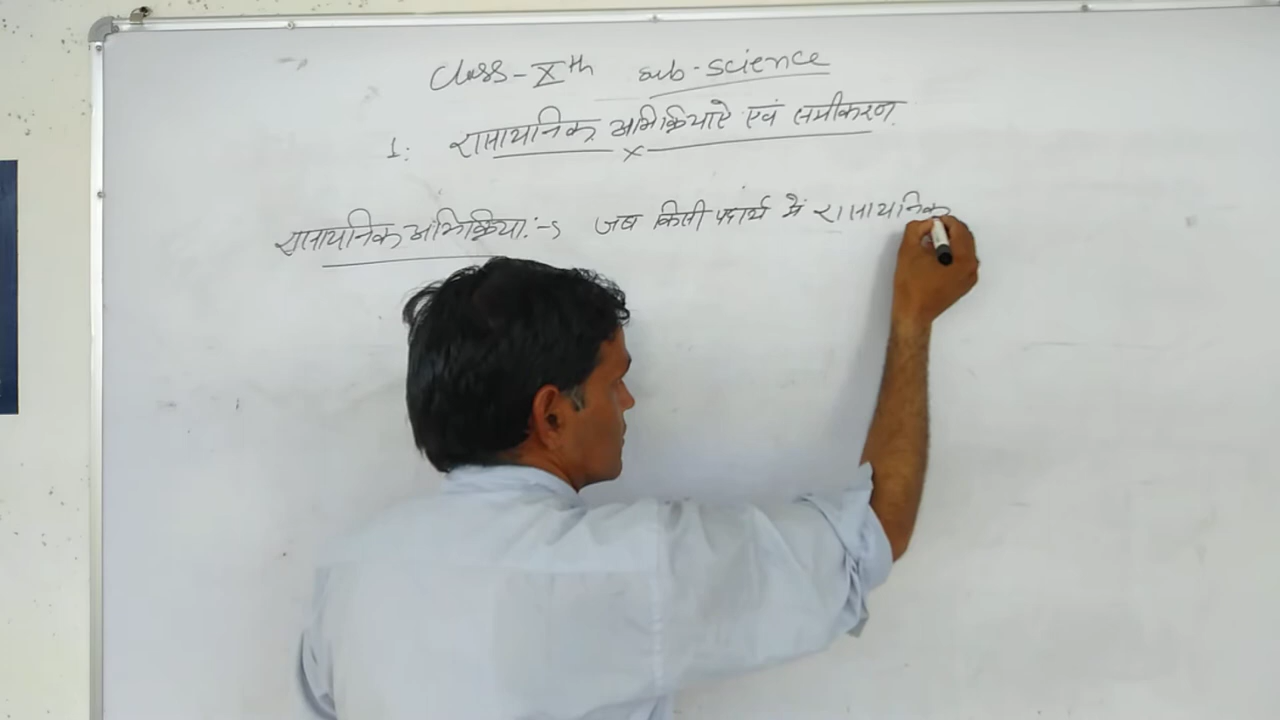 Class-Xth sub-science
1: रासायनिक अभिक्रियाऐ एवं समीकरण
रासायनिक अभिक्रिया:-> जब किसी पदार्थ में रासायनिक